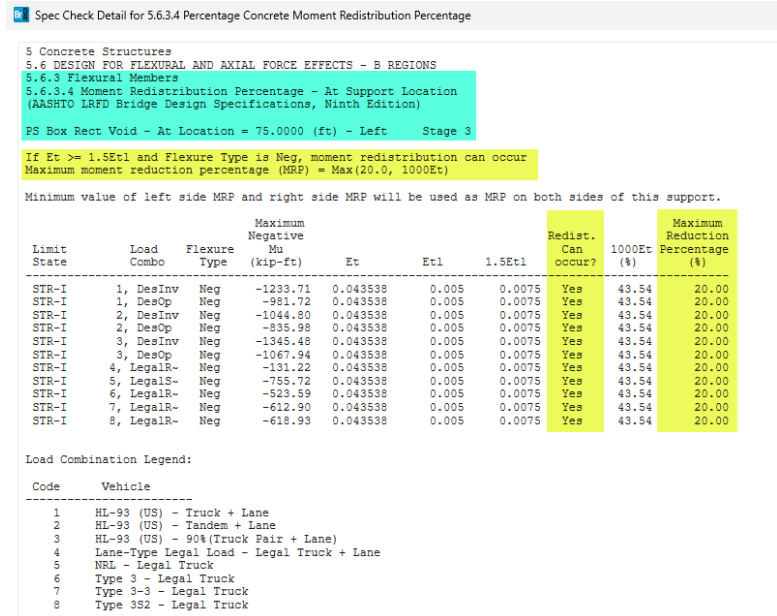 Br Spec Check Detail for 5.6.3.4 Percentage Concrete Moment Redistribution Percentage
5 Concrete Structures
5.6 DESIGN FOR FLEXURAL AND AXIAL FORCE EFFECTS - B REGIONS
5.6.3 Flexural Members
5.6.3.4 Moment Redistribution Percentage - At Support Location
(AASHTO LRFD Bridge Design Specifications, Ninth Edition)
PS Box Rect Void - At Location = 75.0000 (ft) - Left Stage 3
If Et >= 1.5Etl and Flexure Type is Neg, moment redistribution can occur
Maximum moment reduction percentage (MRP) = Max(20.0, 1000Et)
Minimum value of left side MRP and right side MRP will be used as MRP on both sides of this support.
Maximum Maximum
Negative Redist. Reduction
Limit Load Flexure Mu Can 1000Et Percentage
State Combo Type (kip-ft) Et Etl 1.5Etl occur? (%) (%)
STR-I 1, DesInv Neg -1233.71 0.043538 0.005 0.0075 Yes 43.54 20.00
STR-I 1, DesOp Neg -981.72 0.043538 0.005 0.0075 Yes 43.54 20.00
STR-I 2, DesInv Neg -1044.80 0.043538 0.005 0.0075 Yes 43.54 20.00
STR-I 2, DesOp Neg -835.98 0.043538 0.005 0.0075 Yes 43.54 20.00
STR-I 3, DesInv Neg -1345.48 0.043538 0.005 0.0075 Yes 43.54 20.00
STR-I 3, DesOp Neg -1067.94 0.043538 0.005 0.0075 Yes 43.54 20.00
STR-I 4, LegalR~ Neg -131.22 0.043538 0.005 0.0075 Yes 43.54 20.00
STR-I 5, LegalS~ Neg -755.72 0.043538 0.005 0.0075 Yes 43.54 20.00
STR-I 6, LegalR~ Neg -523.59 0.043538 0.005 0.0075 Yes 43.54 20.00
STR-I 7, LegalR~ Neg -612.90 0.043538 0.005 0.0075 Yes 43.54 20.00
STR-I 8, LegalR~ Neg -618.93 0.043538 0.005 0.0075 Yes 43.54 20.00
Load Combination Legend:
Code Vehicle
1 HL-93 (US) - Truck + Lane
2 HL-93 (US) - Tandem + Lane
3 HL-93 (US) - 90%(Truck Pair + Lane)
4 Lane-Type Legal Load - Legal Truck + Lane
5 NRL - Legal Truck
6 Type 3 - Legal Truck
7 Type 3-3 - Legal Truck
8 Type 3S2 - Legal Truck